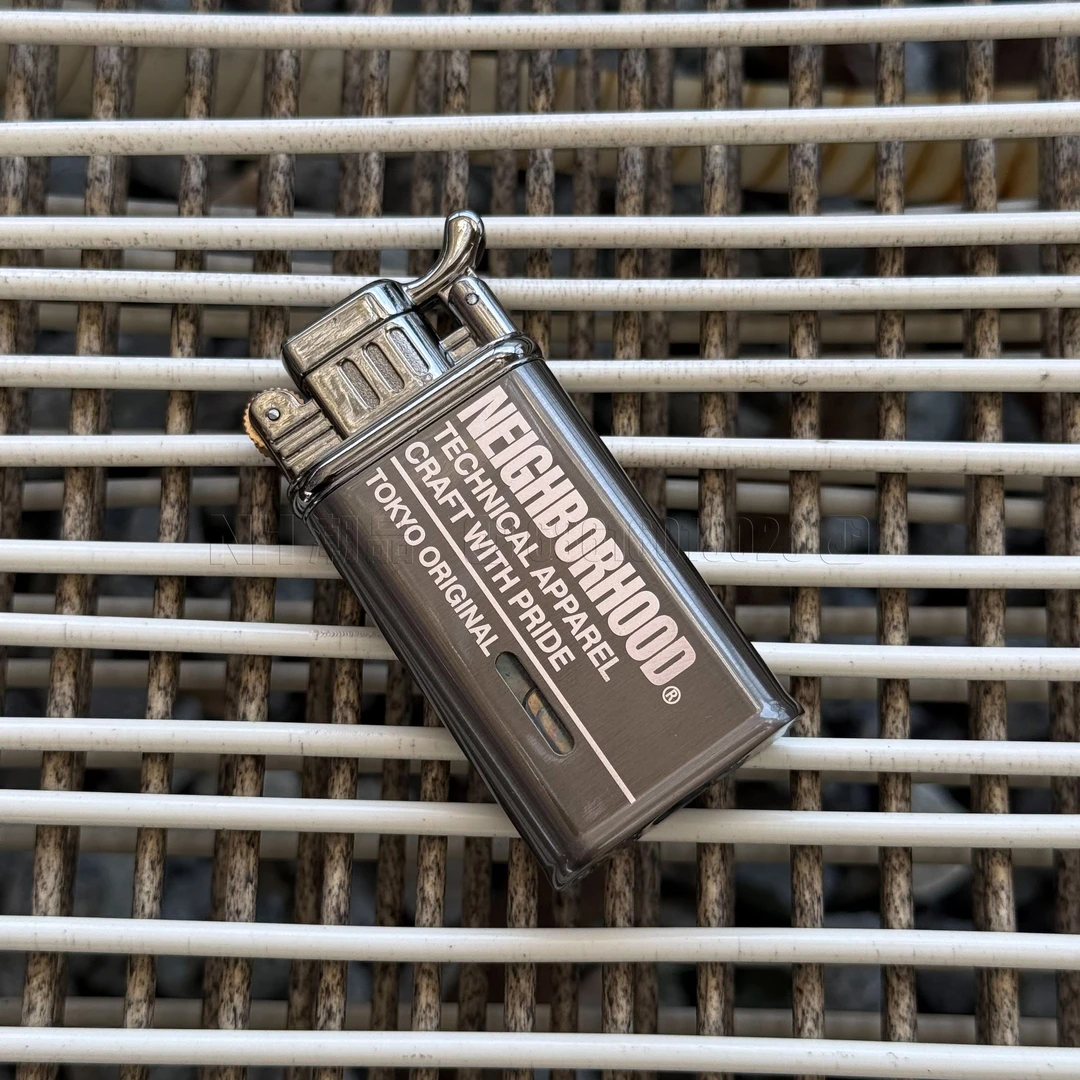 NEIGHBORHOOD®
TECHNICAL APPAREL
CRAFT WITH PRIDE
TOKYO ORIGINAL